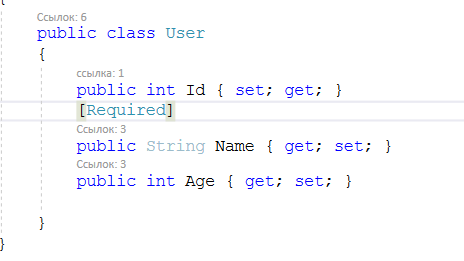 {
Ссылок: 6
public class User
{
ссылка: 1
public int Id { set; get; }
[Required]
Ссылок: 3
public String Name { get; set; }
Ссылок: 3
public int Age { get; set; }
}
}